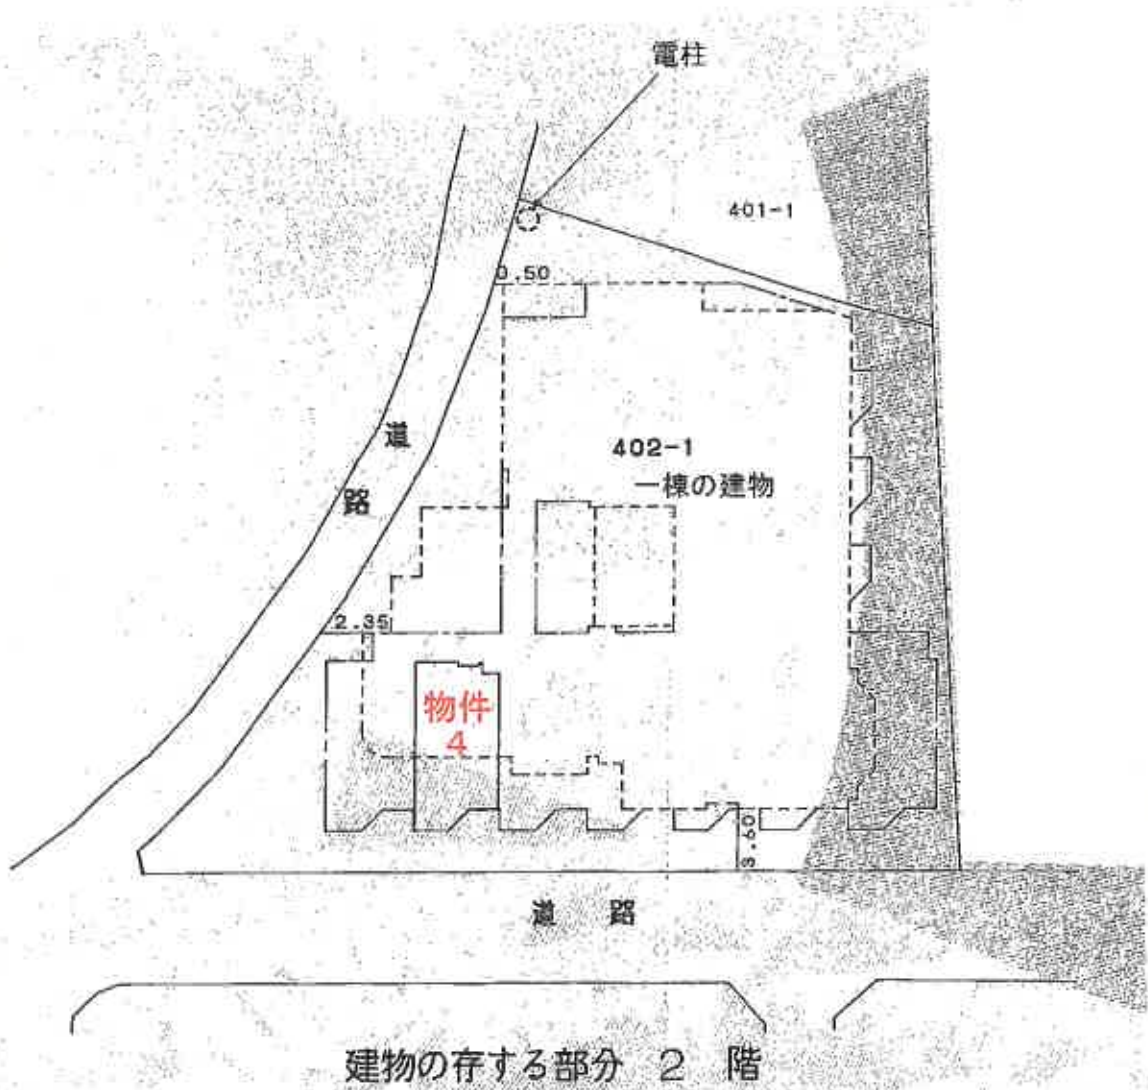 電柱
401-1
0.50
402-1
一棟の建物
道
路
2.35
物件
4
3.60
道 路
建物の存する部分 2 階